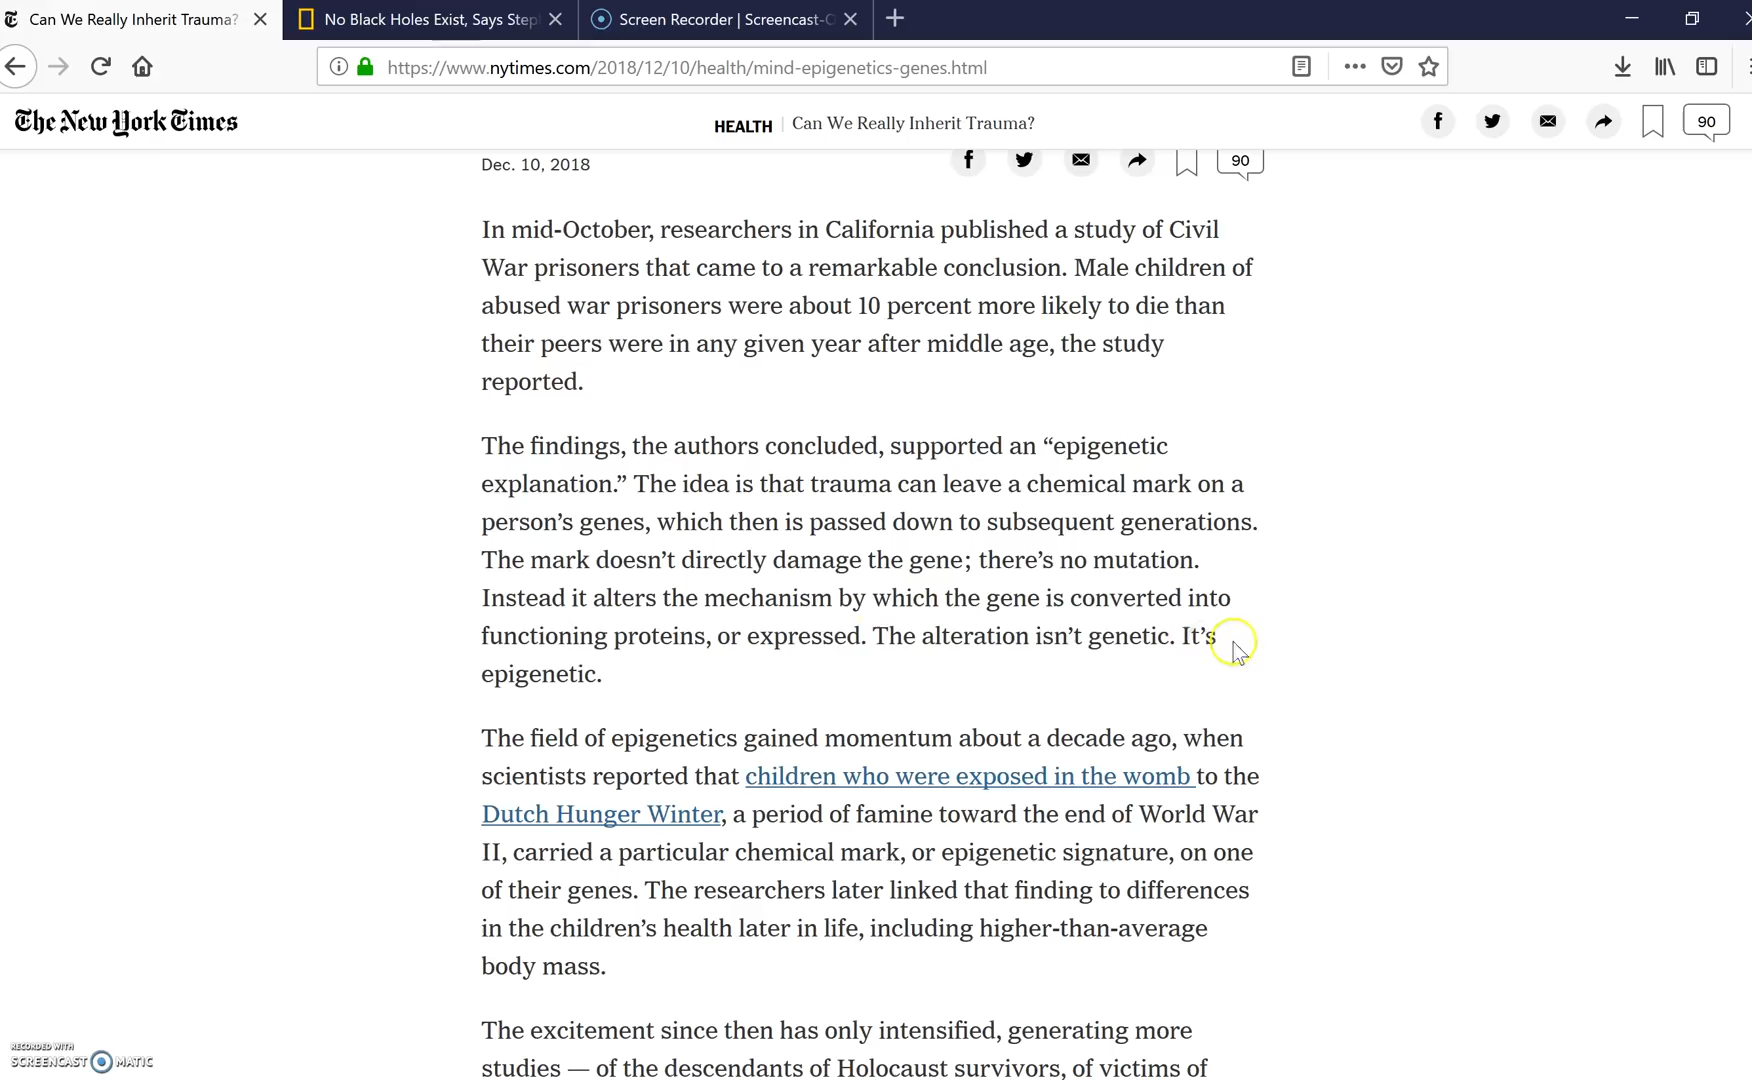 Can We Really Inherit Trauma?
No Black Holes Exist, Says Step
Screen Recorder | Screencast-O
https://www.nytimes.com/2018/12/10/health/mind-epigenetics-genes.html
The New York Times
HEALTH | Can We Really Inherit Trauma?
90
Dec. 10, 2018
90
In mid-October, researchers in California published a study of Civil
War prisoners that came to a remarkable conclusion. Male children of
abused war prisoners were about 10 percent more likely to die than
their peers were in any given year after middle age, the study
reported.
The findings, the authors concluded, supported an “epigenetic
explanation.” The idea is that trauma can leave a chemical mark on a
person’s genes, which then is passed down to subsequent generations.
The mark doesn’t directly damage the gene; there’s no mutation.
Instead it alters the mechanism by which the gene is converted into
functioning proteins, or expressed. The alteration isn’t genetic. It’s
epigenetic.
The field of epigenetics gained momentum about a decade ago, when
scientists reported that children who were exposed in the womb to the
Dutch Hunger Winter, a period of famine toward the end of World War
II, carried a particular chemical mark, or epigenetic signature, on one
of their genes. The researchers later linked that finding to differences
in the children’s health later in life, including higher-than-average
body mass.
The excitement since then has only intensified, generating more
studies — of the descendants of Holocaust survivors, of victims of
RECORDED WITH
SCREENCAST MATIC